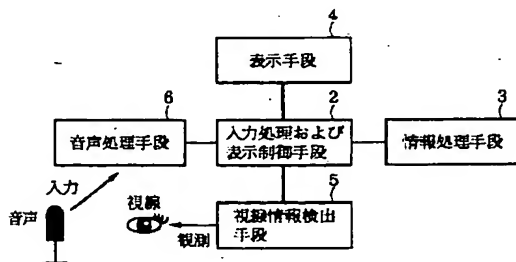 4
表示手段
6
2
3
音声処理手段
入力処理および
表示制御手段
情報処理手段
入力
5
音声
視線
視線情報検出
手段
観測